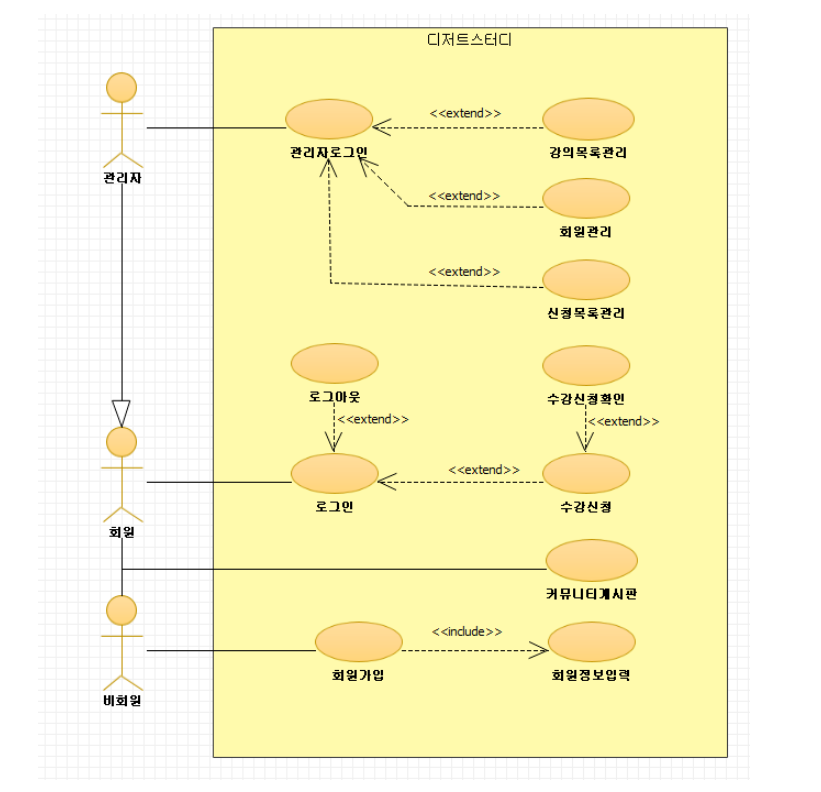 디저트스터디
<<extend>>
관리자로그인
강의목록관리
관리자
<<extend>>
회원관리
<<extend>>
신청목록관리
로그아웃
수강신청확인
<<extend>>
<<extend>>
<<extend>>
로그인
수강신청
회원
커뮤니티게시판
<<include>>
회원가입
회원정보입력
비회원